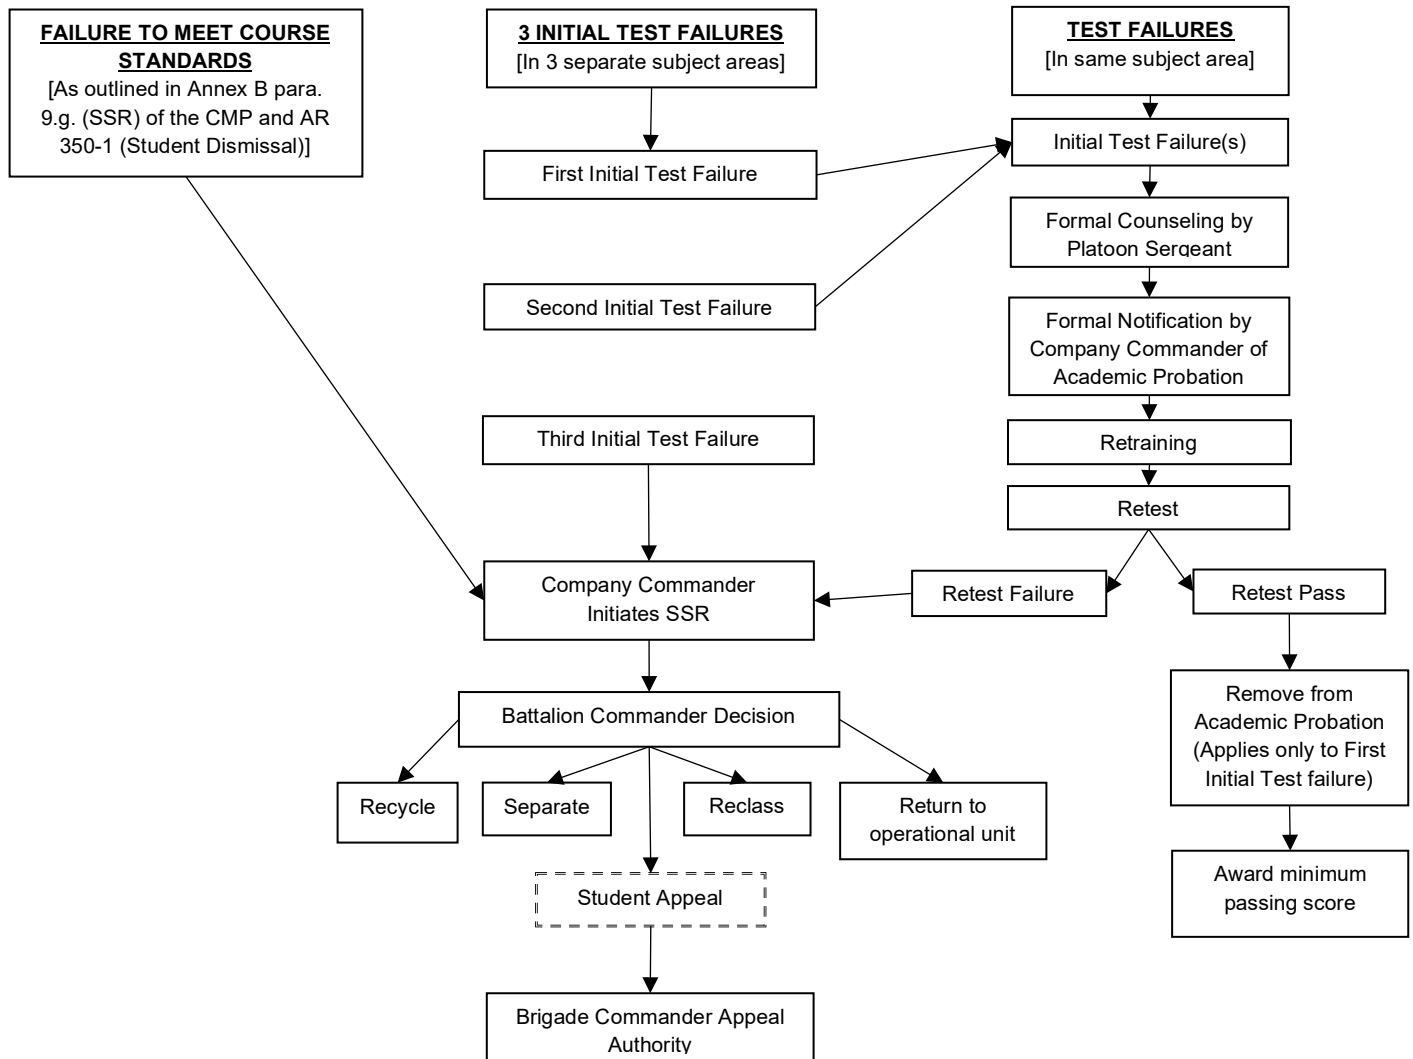 FAILURE TO MEET COURSE
STANDARDS
[As outlined in Annex B para.
9.g. (SSR) of the CMP and AR
350-1 (Student Dismissal)]
3 INITIAL TEST FAILURES
[In 3 separate subject areas]
TEST FAILURES
[In same subject area]
First Initial Test Failure
Initial Test Failure(s)
Formal Counseling by
Platoon Sergeant
Second Initial Test Failure
Formal Notification by
Company Commander of
Academic Probation
Third Initial Test Failure
Retraining
Retest
Company Commander
Initiates SSR
Retest Failure
Retest Pass
Battalion Commander Decision
Remove from
Academic Probation
(Applies only to First
Initial Test failure)
Recycle
Separate
Reclass
Return to
operational unit
Student Appeal
Award minimum
passing score
Brigade Commander Appeal
Authority